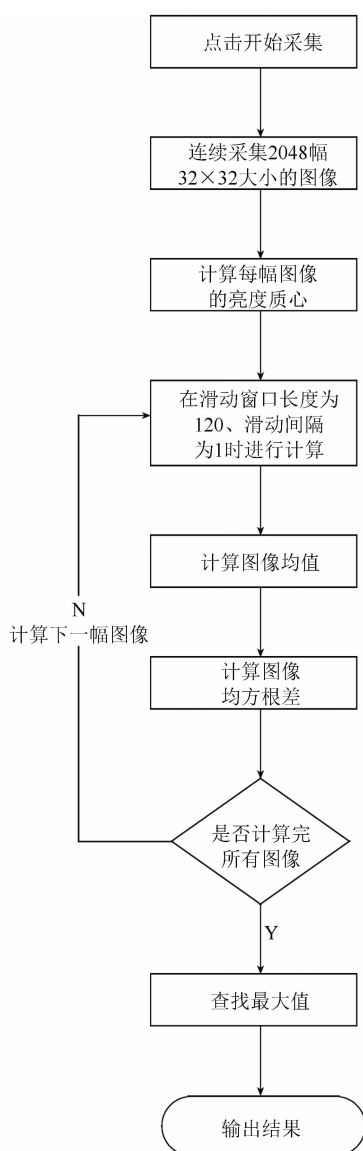 点击开始采集
连续采集2048幅
32×32大小的图像
计算每幅图像
的亮度质心
在滑动窗口长度为
120、滑动间隔
为1时进行计算
计算图像均值
N
计算下一幅图像
计算图像
均方根差
是否计算完
所有图像
Y
查找最大值
输出结果